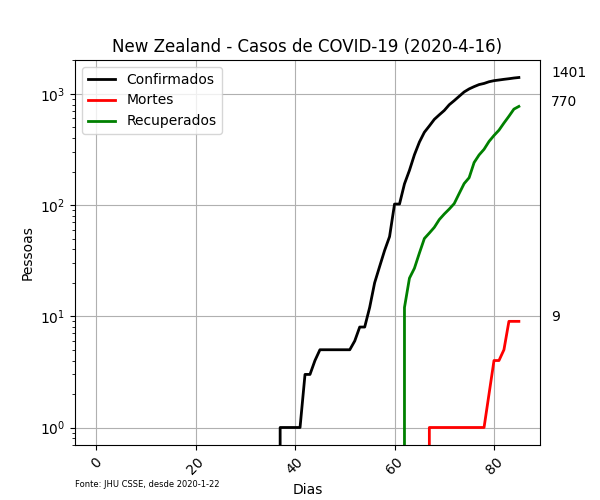 New Zealand - Casos de COVID-19 (2020-4-16)
Confirmados
Mortes
Recuperados
1401
770
9
10³
10²
10¹
10⁰
Pessoas
0 20 40 60 80
Dias
Fonte: JHU CSSE, desde 2020-1-22